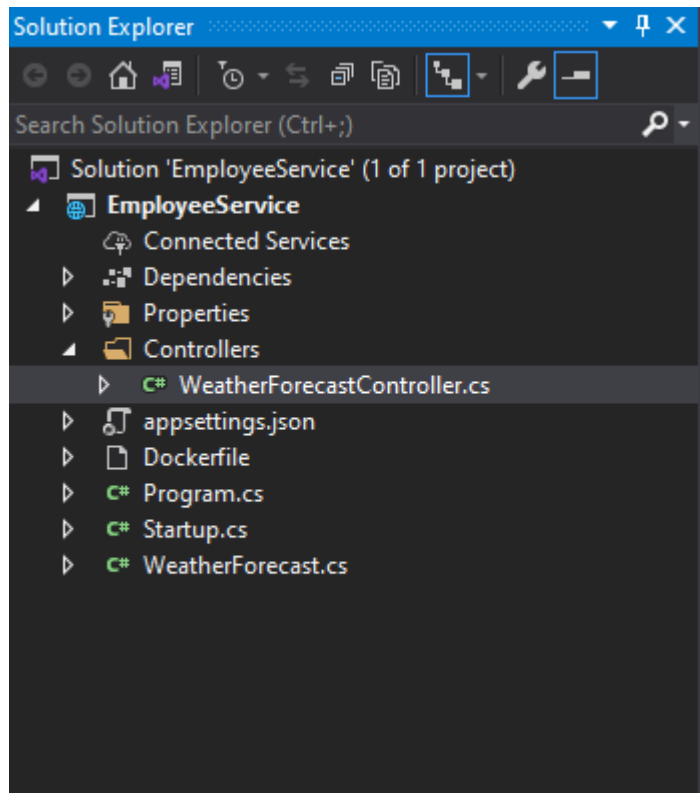 Solution Explorer
Search Solution Explorer (Ctrl+;)
Solution 'EmployeeService' (1 of 1 project)
EmployeeService
Connected Services
Dependencies
Properties
Controllers
C# WeatherForecastController.cs
appsettings.json
Dockerfile
C# Program.cs
C# Startup.cs
C# WeatherForecast.cs